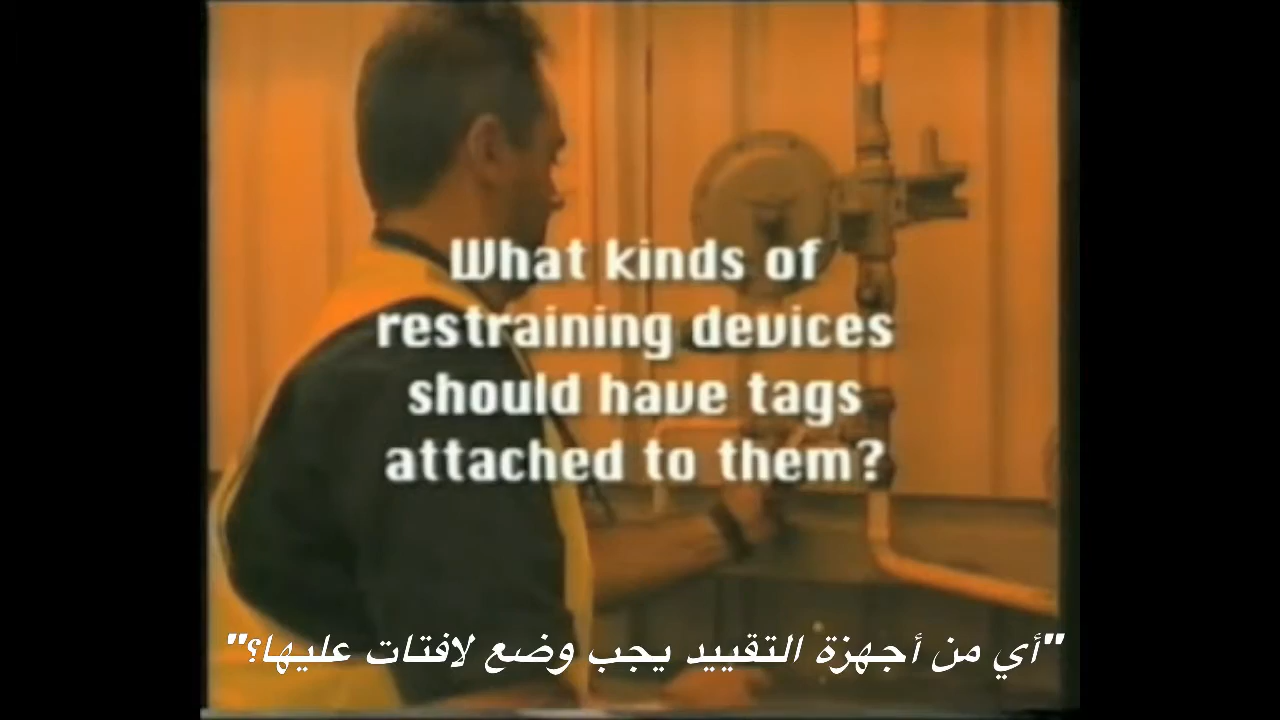 What kinds of
restraining devices
should have tags
attached to them?
"أي من أجهزة التقييد يجب وضع لافتات عليها؟"